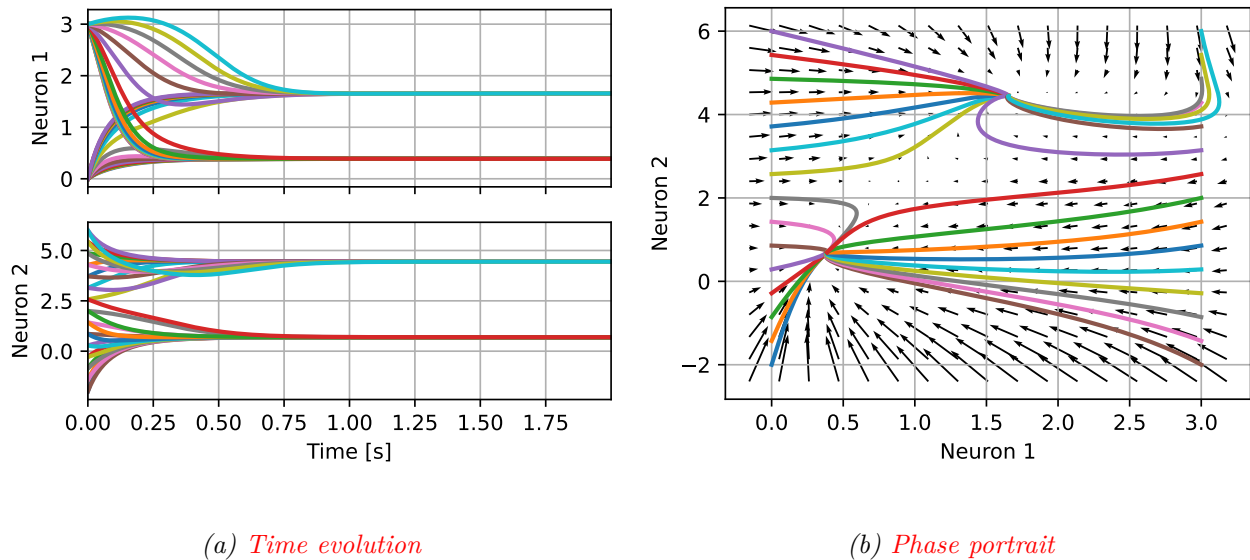 3
2
1
0
Neuron 1
5.0
2.5
0.0
Neuron 2
0.00 0.25 0.50 0.75 1.00 1.25 1.50 1.75
Time [s]
6
4
2
0
−2
Neuron 2
0.0 0.5 1.0 1.5 2.0 2.5 3.0
Neuron 1
(a) Time evolution
(b) Phase portrait